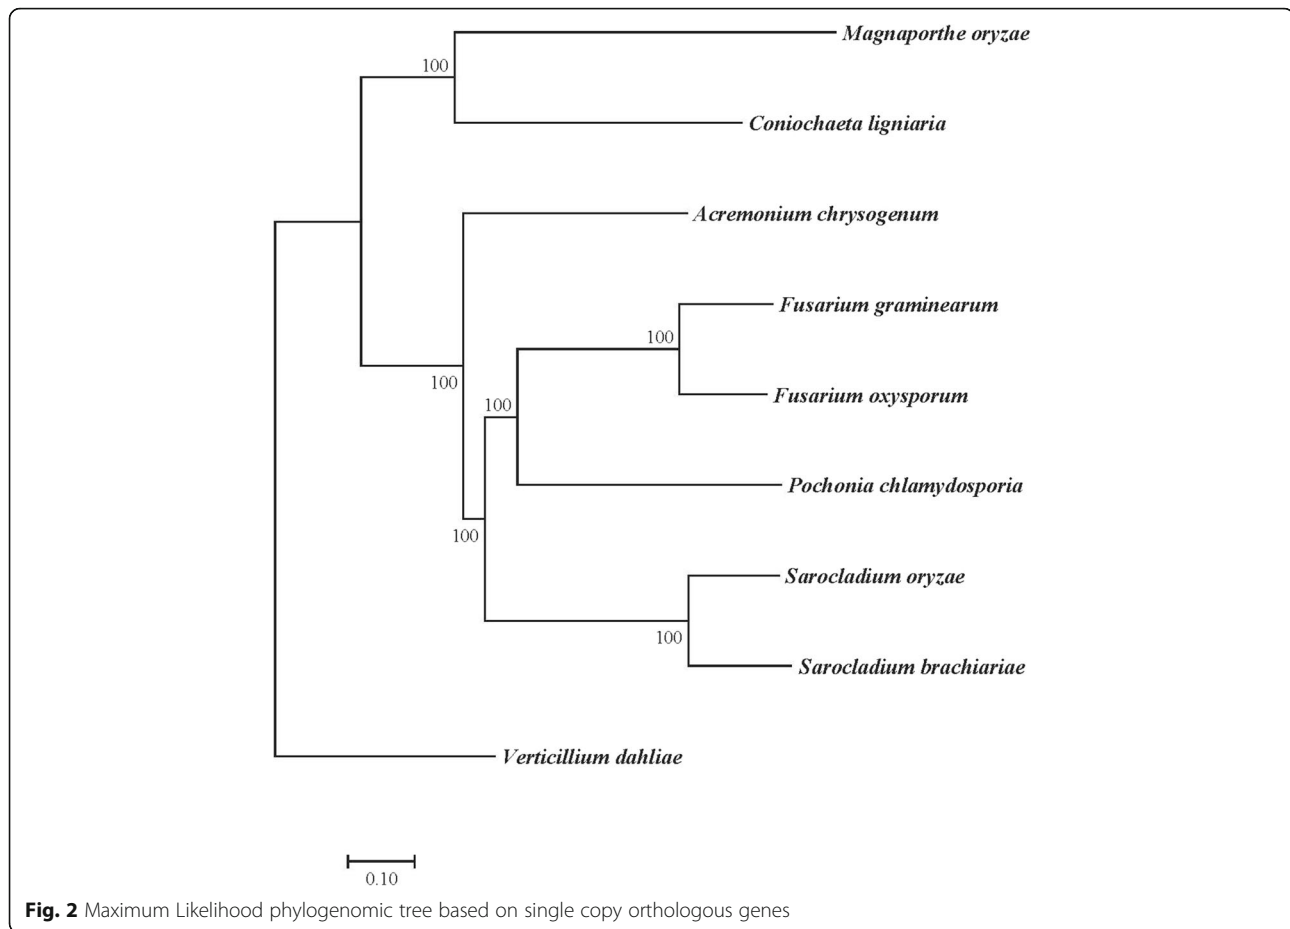 Magnaporthe oryzae
100
Coniochaeta ligniaria
Acremonium chrysogenum
Fusarium graminearum
100
Fusarium oxysporum
100
100
Pochonia chlamydosporia
100
Sarocladium oryzae
100
Sarocladium brachiariae
Verticillium dahliae
0.10
Fig. 2 Maximum Likelihood phylogenomic tree based on single copy orthologous genes